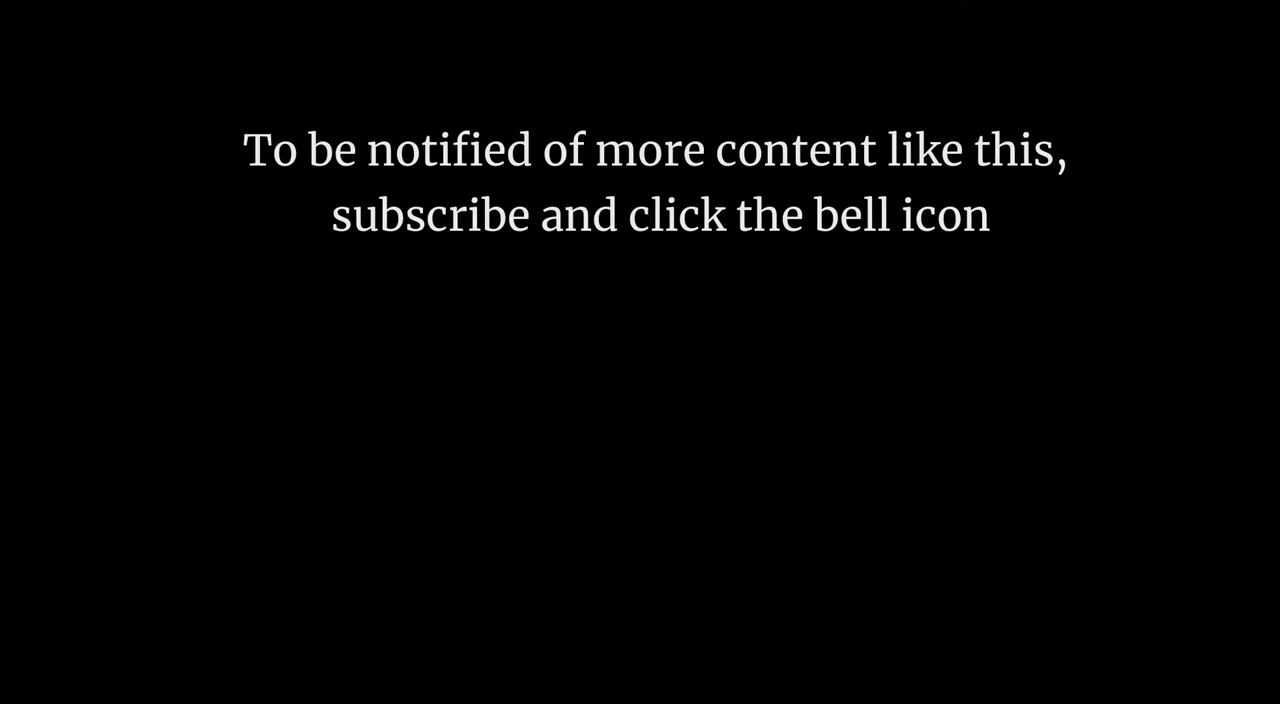 To be notified of more content like this,
subscribe and click the bell icon